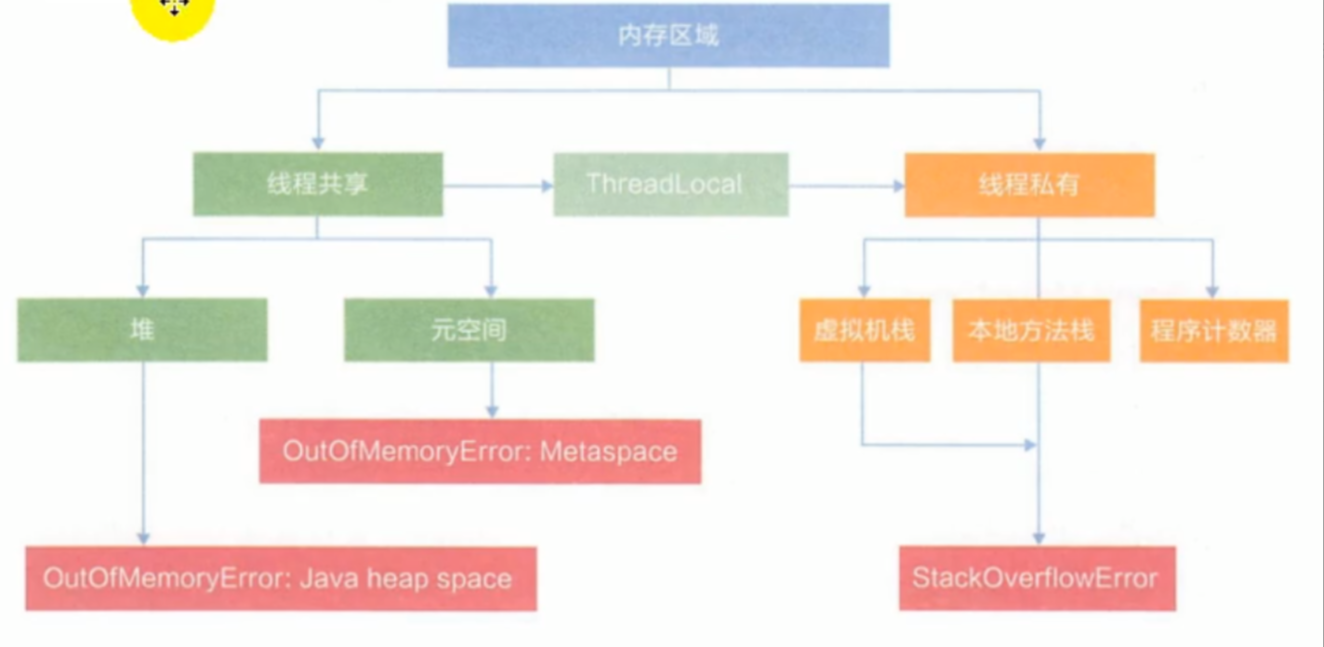 内存区域
线程共享
ThreadLocal
线程私有
堆
元空间
虚拟机栈
本地方法栈
程序计数器
OutOfMemoryError: Metaspace
OutOfMemoryError: Java heap space
StackOverflowError